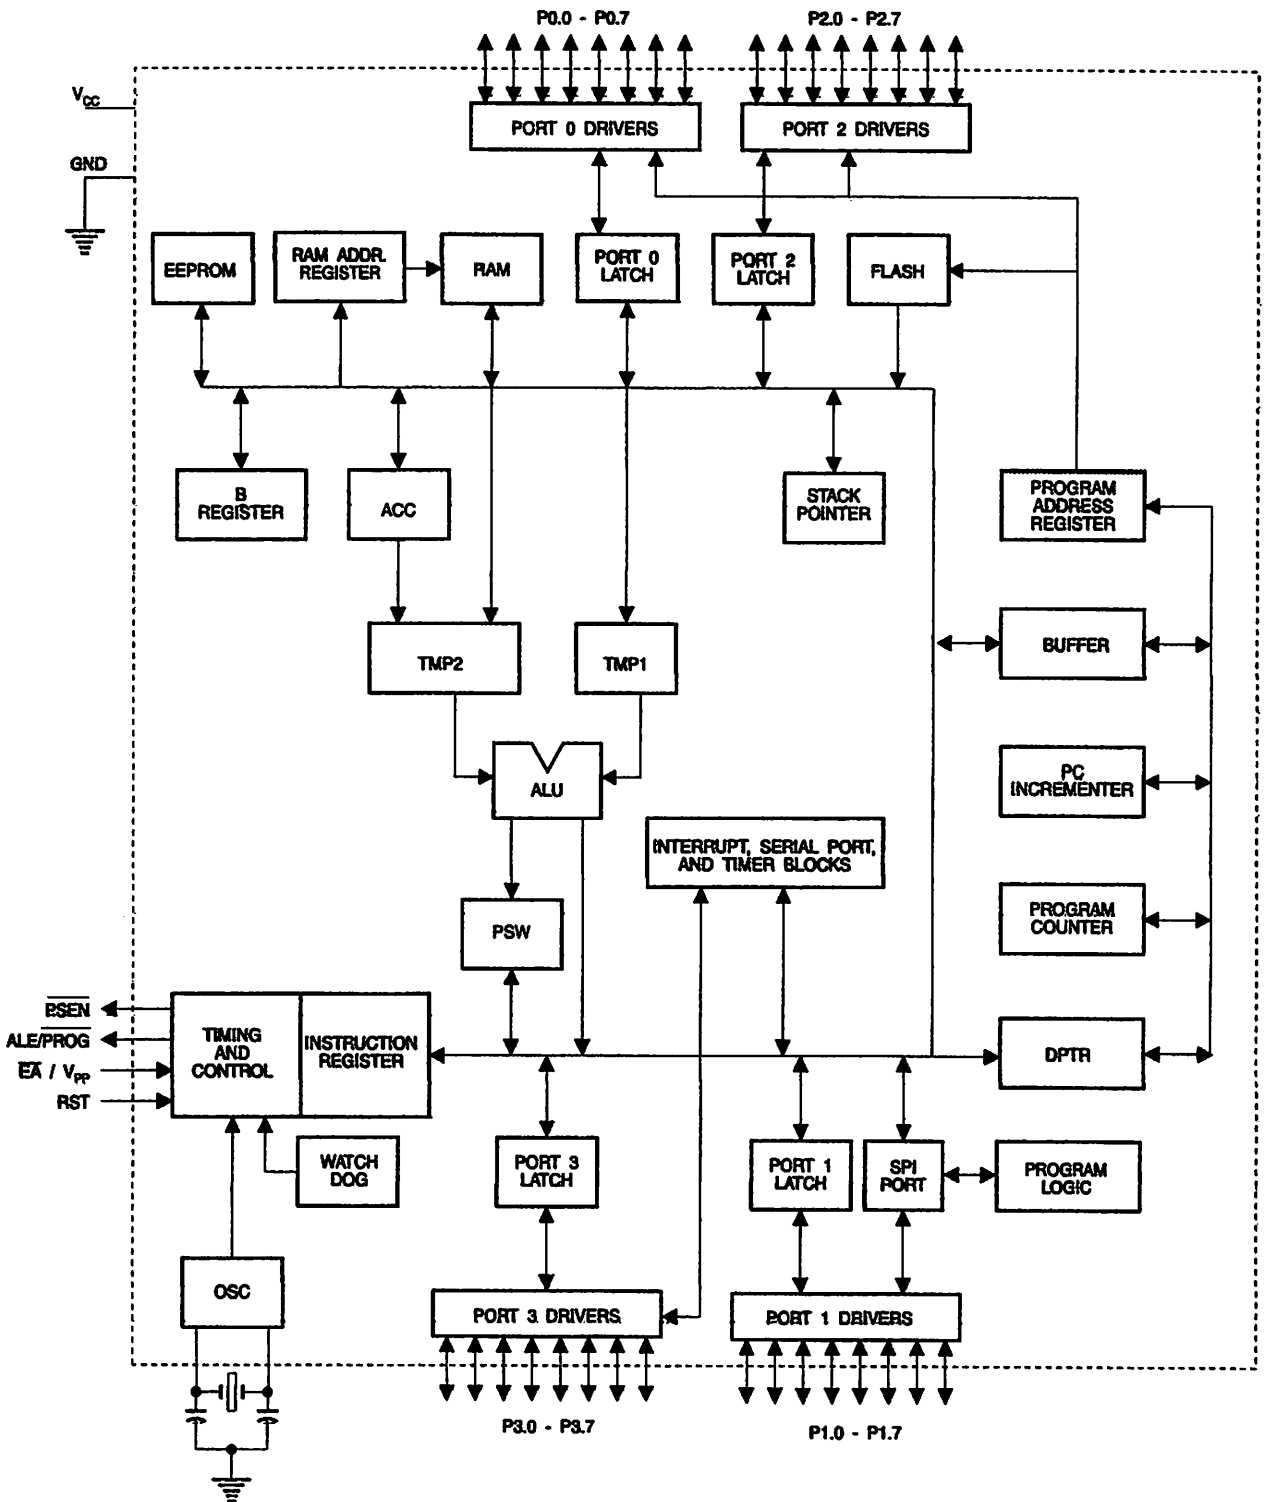 P0.0 - P0.7
P2.0 - P2.7
VCC
GND
PORT 0 DRIVERS
PORT 2 DRIVERS
EEPROM
RAM ADDR.
REGISTER
RAM
PORT 0
LATCH
PORT 2
LATCH
FLASH
B
REGISTER
ACC
STACK
POINTER
PROGRAM
ADDRESS
REGISTER
TMP2
TMP1
BUFFER
ALU
PC
INCREMENTER
INTERRUPT, SERIAL PORT,
AND TIMER BLOCKS
PSW
PROGRAM
COUNTER
PSEN
ALE/PROG
EA / VPP
RST
TIMING
AND
CONTROL
INSTRUCTION
REGISTER
DPTR
WATCH
DOG
PORT 3
LATCH
PORT 1
LATCH
SPI
PORT
PROGRAM
LOGIC
OSC
PORT 3 DRIVERS
PORT 1 DRIVERS
P3.0 - P3.7
P1.0 - P1.7